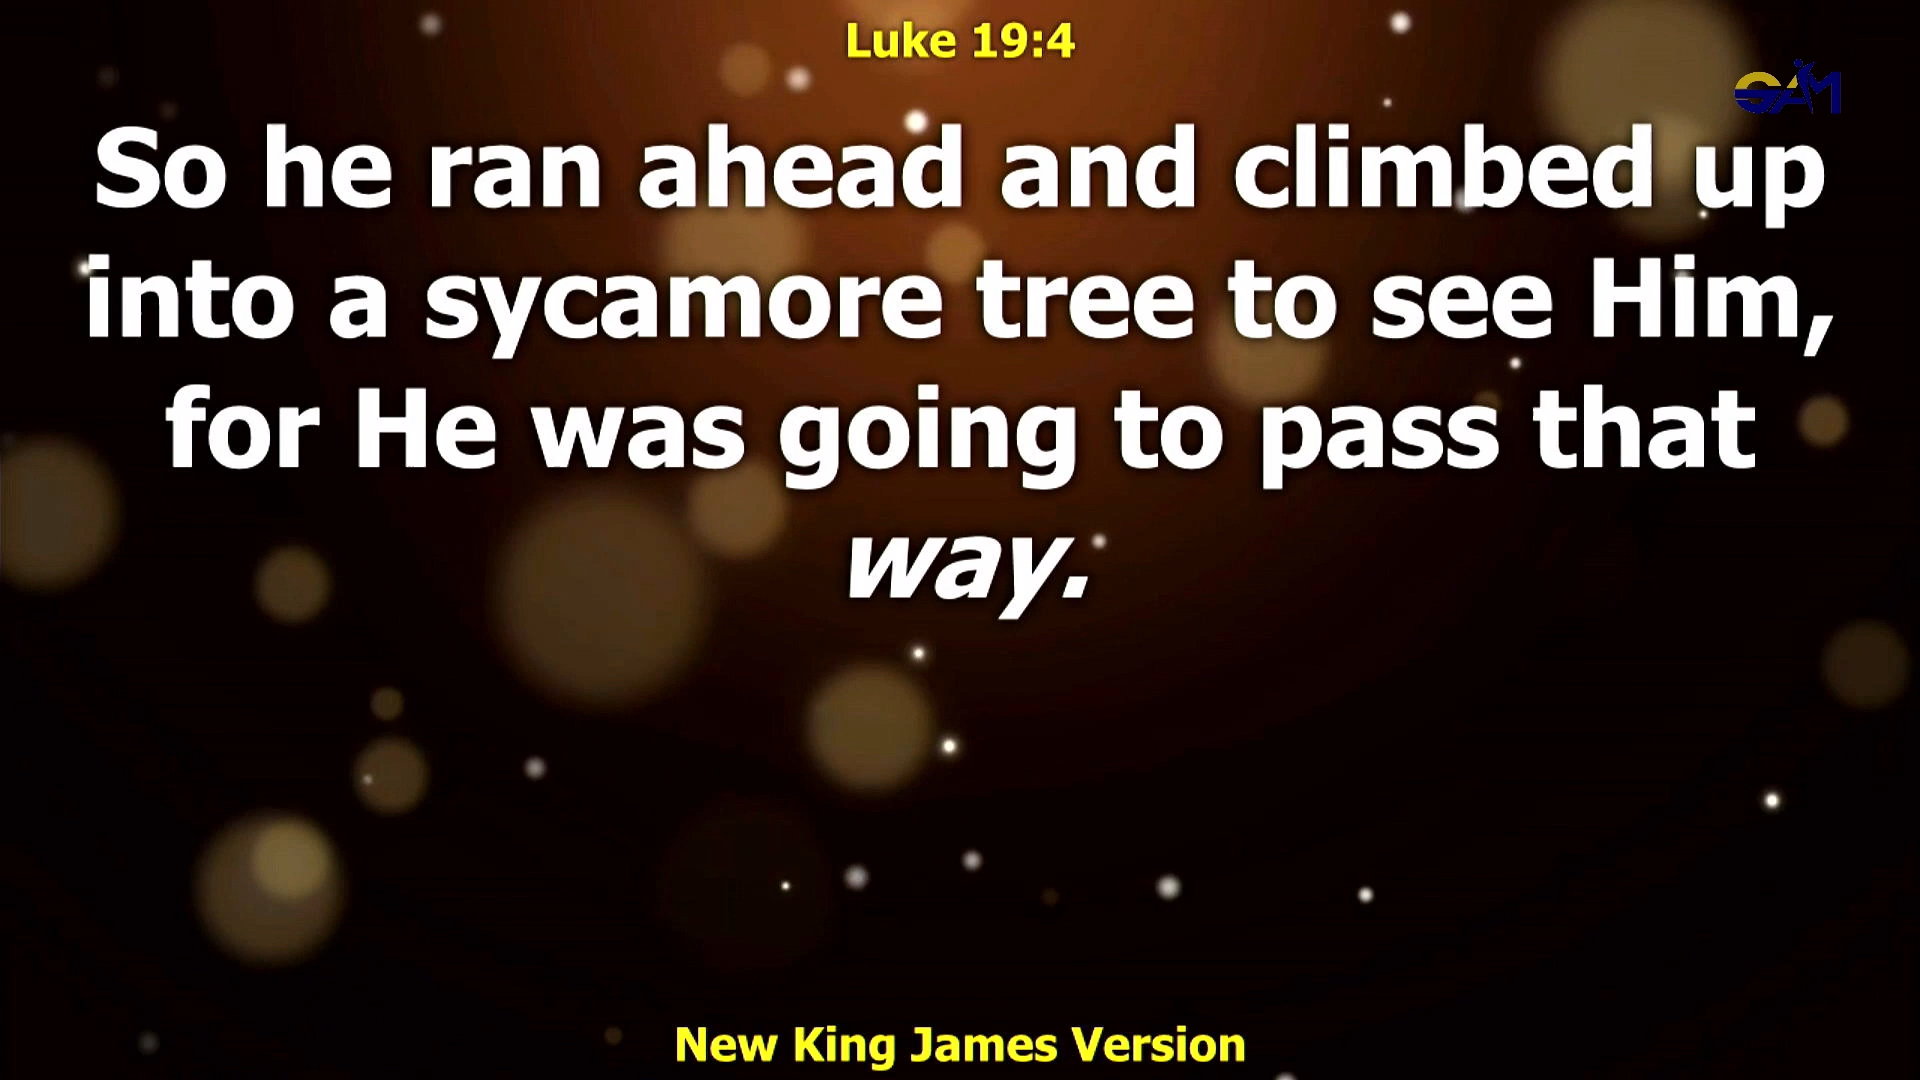 Luke 19:4
GAM
So he ran ahead and climbed up
into a sycamore tree to see Him,
for He was going to pass that
way.
New King James Version